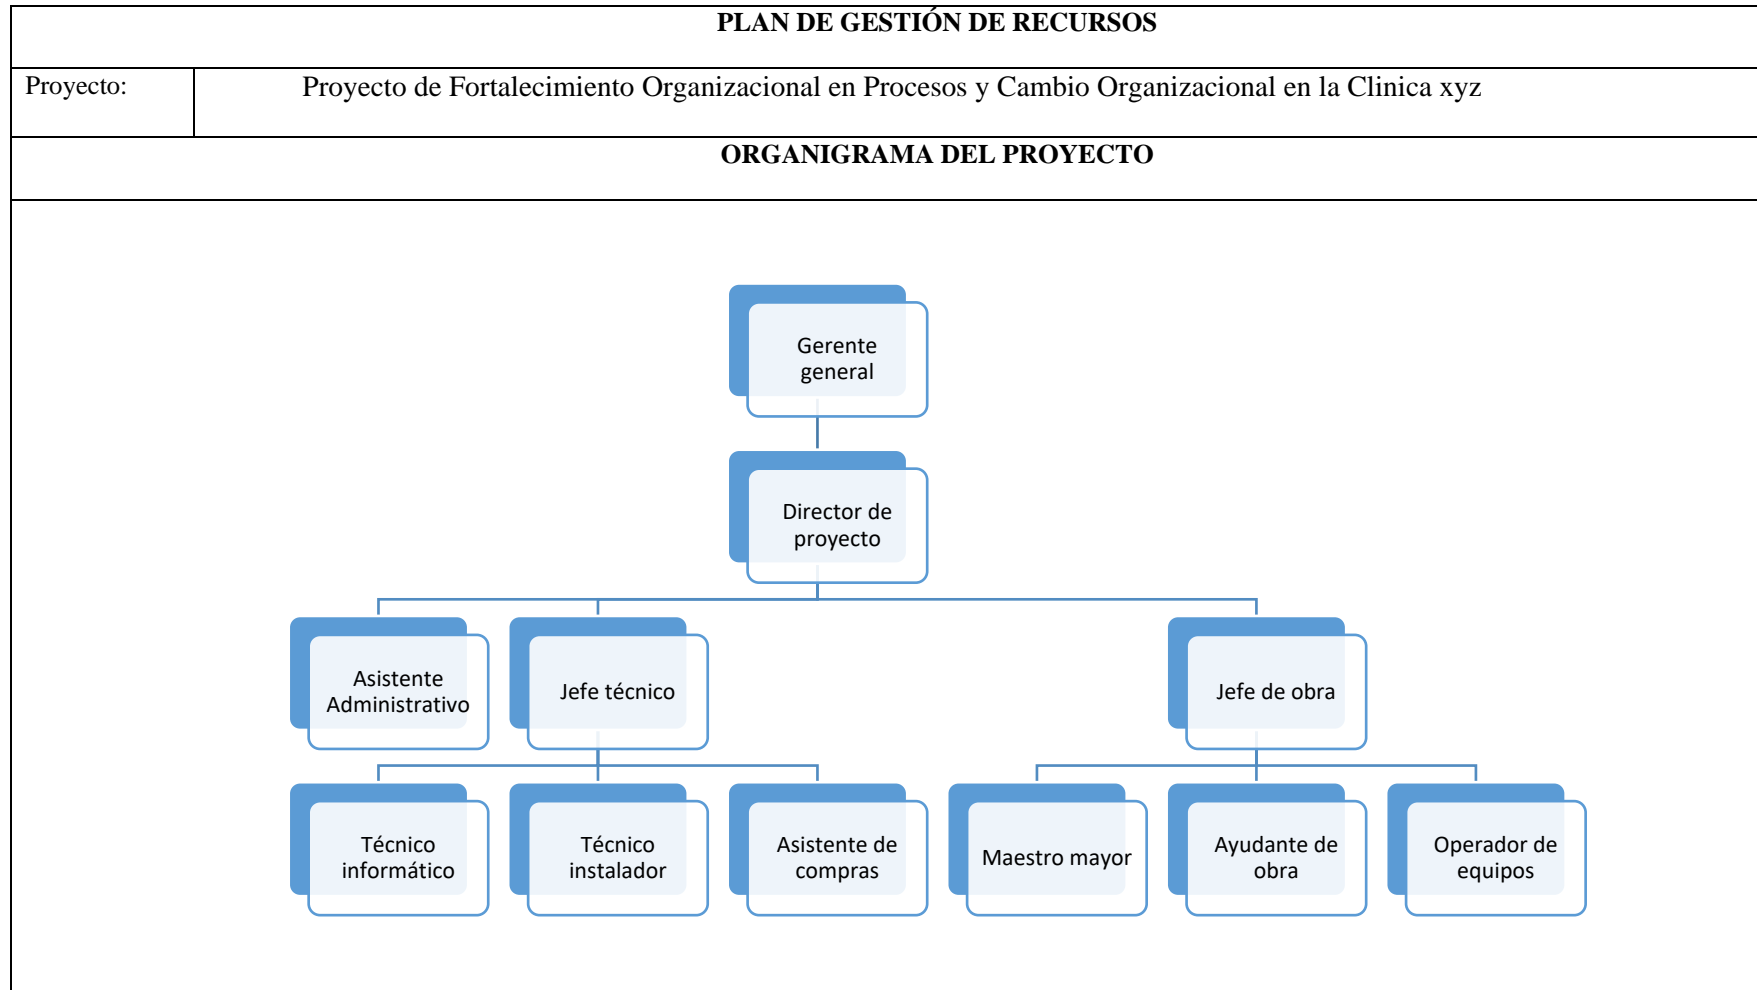 PLAN DE GESTIÓN DE RECURSOS
Proyecto:
Proyecto de Fortalecimiento Organizacional en Procesos y Cambio Organizacional en la Clinica xyz
ORGANIGRAMA DEL PROYECTO
Gerente
general
Director de
proyecto
Asistente
Administrativo
Jefe técnico
Jefe de obra
Técnico
informático
Técnico
instalador
Asistente de
compras
Maestro mayor
Ayudante de
obra
Operador de
equipos